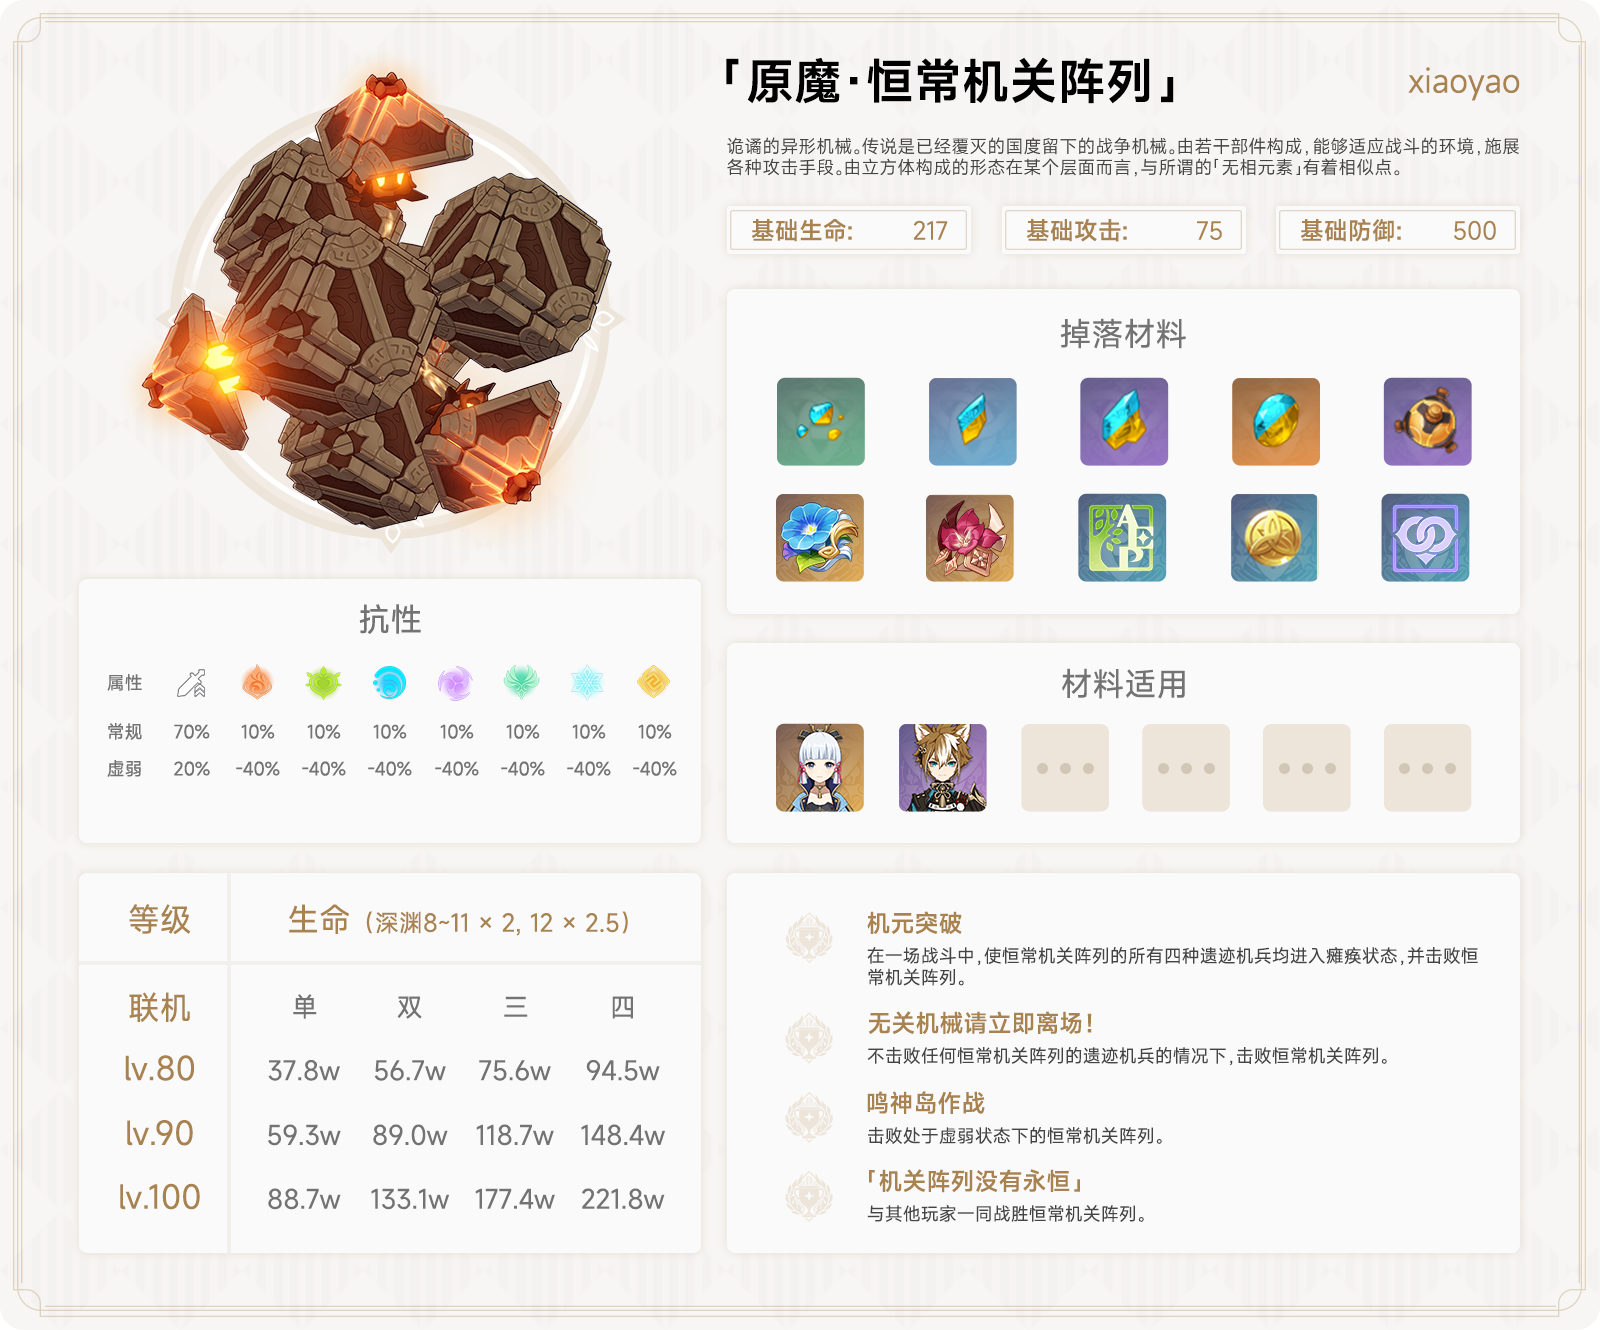 「原魔·恒常机关阵列」
xiaoyao
诡谲的异形机械。传说是已经覆灭的国度留下的战争机械。由若干部件构成，能够适应战斗的环境，施展
各种攻击手段。由立方体构成的形态在某个层面而言，与所谓的「无相元素」有着相似点。
基础生命: 217
基础攻击: 75
基础防御: 500
掉落材料
AEP
抗性
属性
常规 70% 10% 10% 10% 10% 10% 10% 10%
虚弱 20% -40% -40% -40% -40% -40% -40% -40%
材料适用
等级 生命（深渊8~11 × 2, 12 × 2.5）
联机 单 双 三 四
lv.80 37.8w 56.7w 75.6w 94.5w
lv.90 59.3w 89.0w 118.7w 148.4w
lv.100 88.7w 133.1w 177.4w 221.8w
机元突破
在一场战斗中，使恒常机关阵列的所有四种遗迹机兵均进入瘫痪状态，并击败恒
常机关阵列。
无关机械请立即离场！
不击败任何恒常机关阵列的遗迹机兵的情况下，击败恒常机关阵列。
鸣神岛作战
击败处于虚弱状态下的恒常机关阵列。
「机关阵列没有永恒」
与其他玩家一同战胜恒常机关阵列。